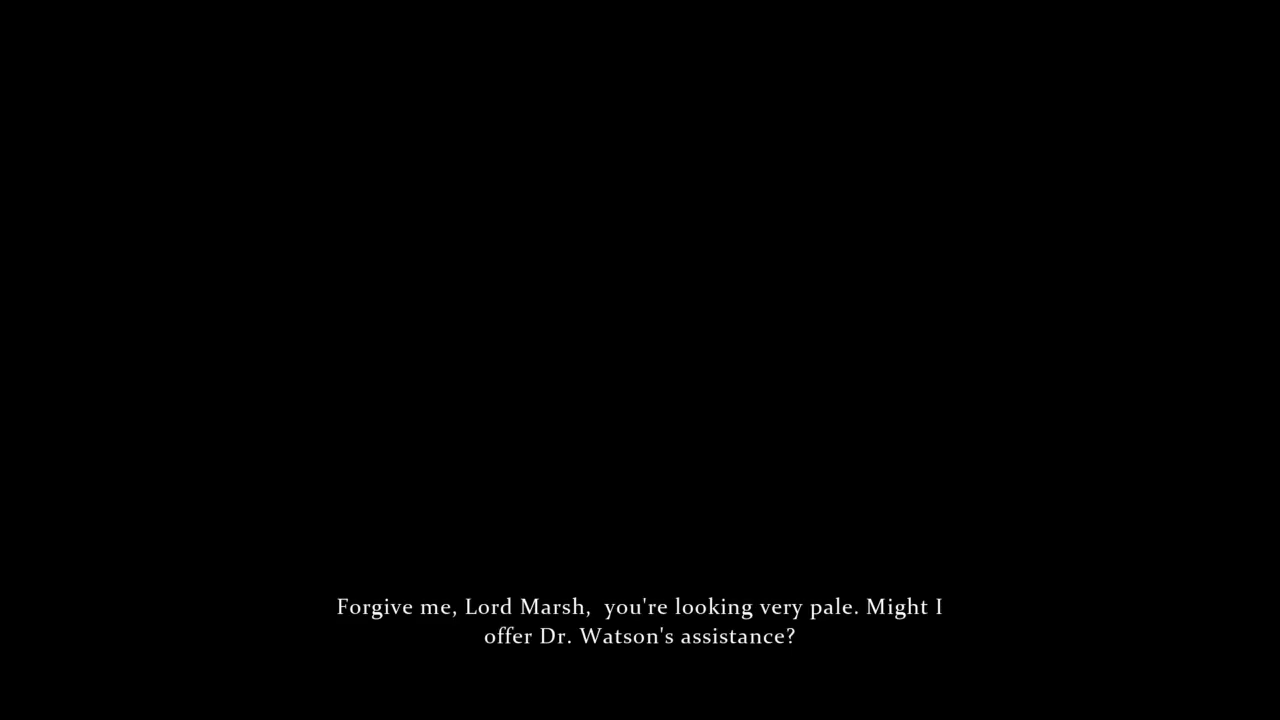 Forgive me, Lord Marsh,  you're looking very pale. Might I
offer Dr. Watson's assistance?